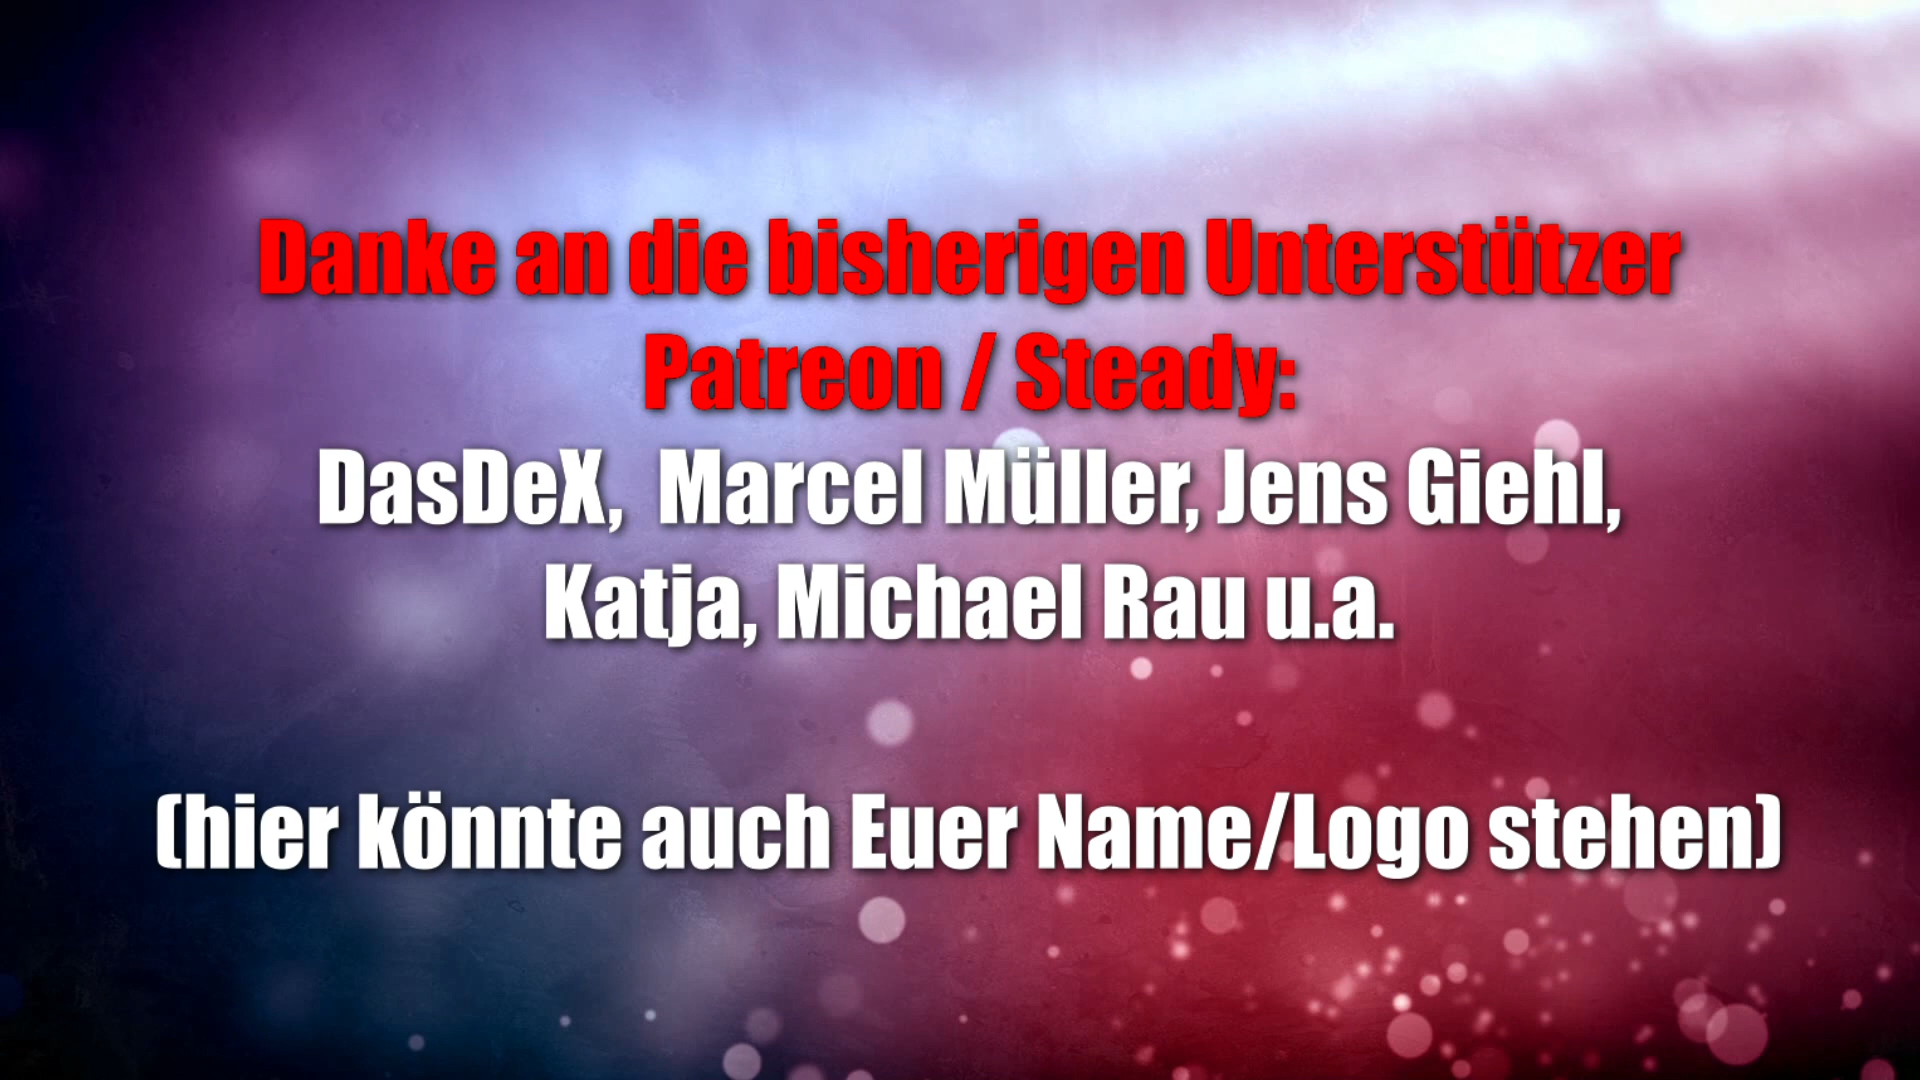 Danke an die bisherigen Unterstützer
Patreon / Steady:
DasDeX,  Marcel Müller, Jens Giehl,
Katja, Michael Rau u.a.
(hier könnte auch Euer Name/Logo stehen)